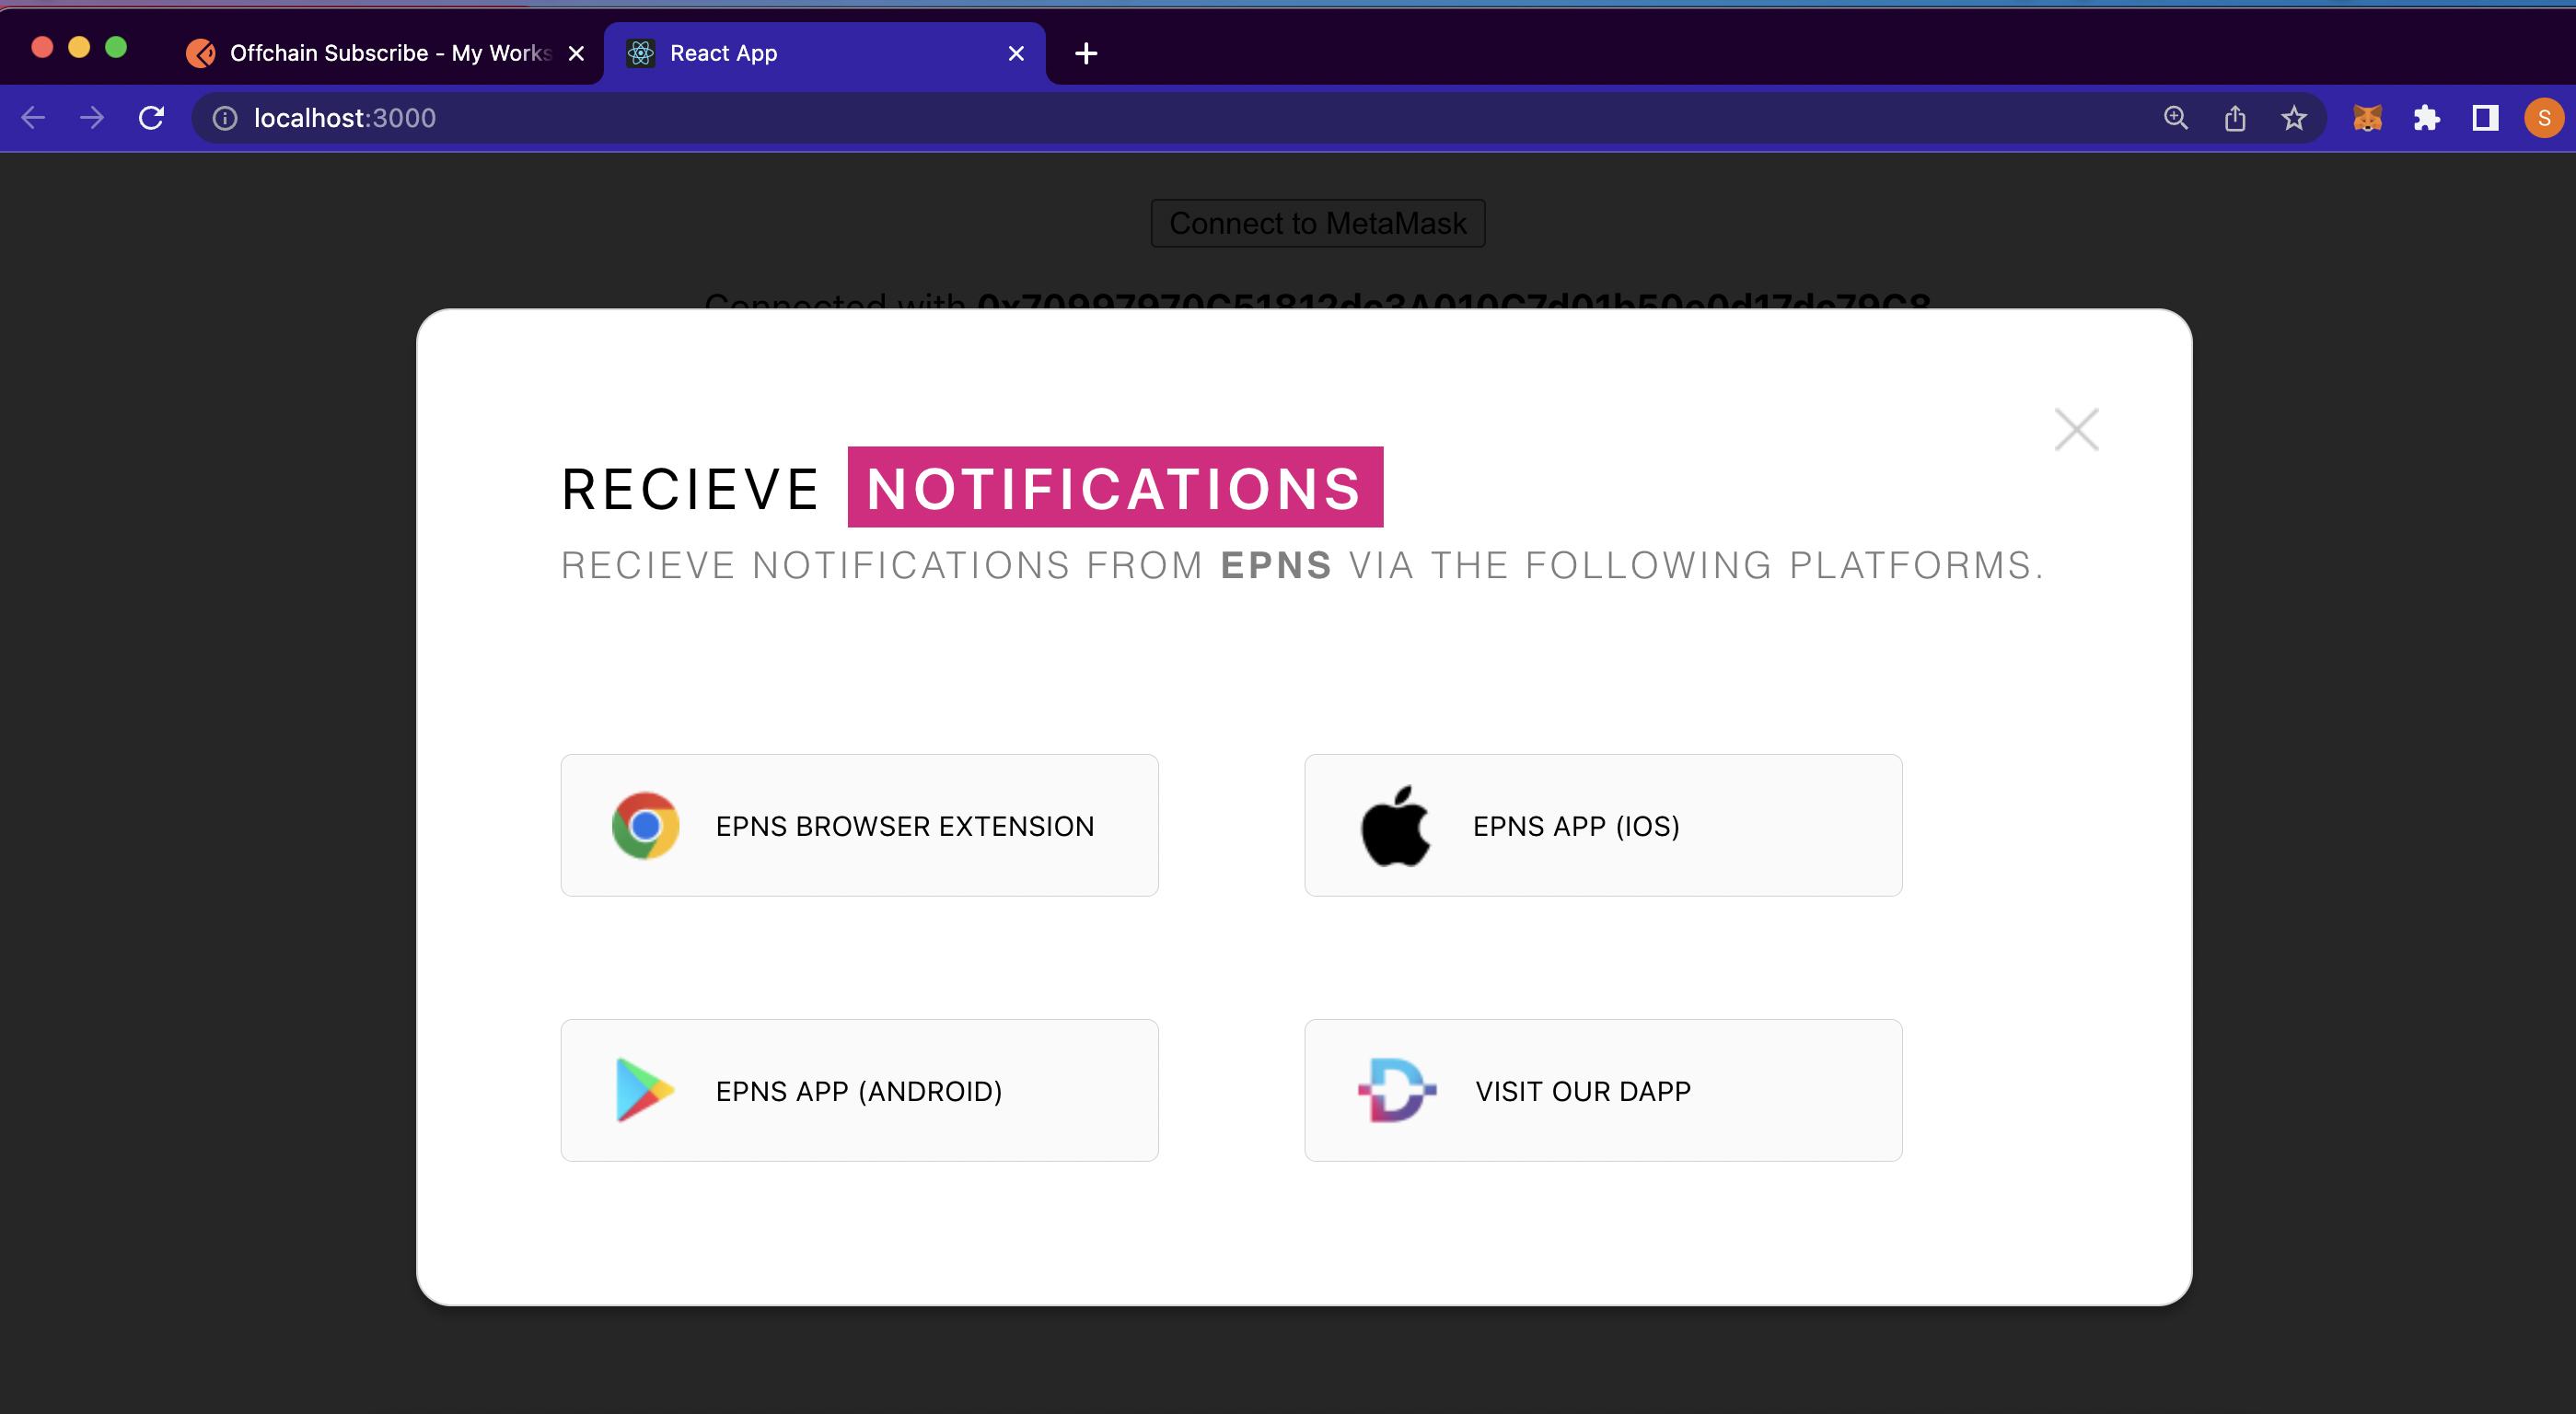 Offchain Subscribe - My Works
React App
localhost:3000
S
Connect to MetaMask
Connected with 0x70997970C51812dc3A010C7d01b50e0d17dc79C8
RECIEVE NOTIFICATIONS
RECIEVE NOTIFICATIONS FROM EPNS VIA THE FOLLOWING PLATFORMS.
EPNS BROWSER EXTENSION
EPNS APP (IOS)
EPNS APP (ANDROID)
VISIT OUR DAPP